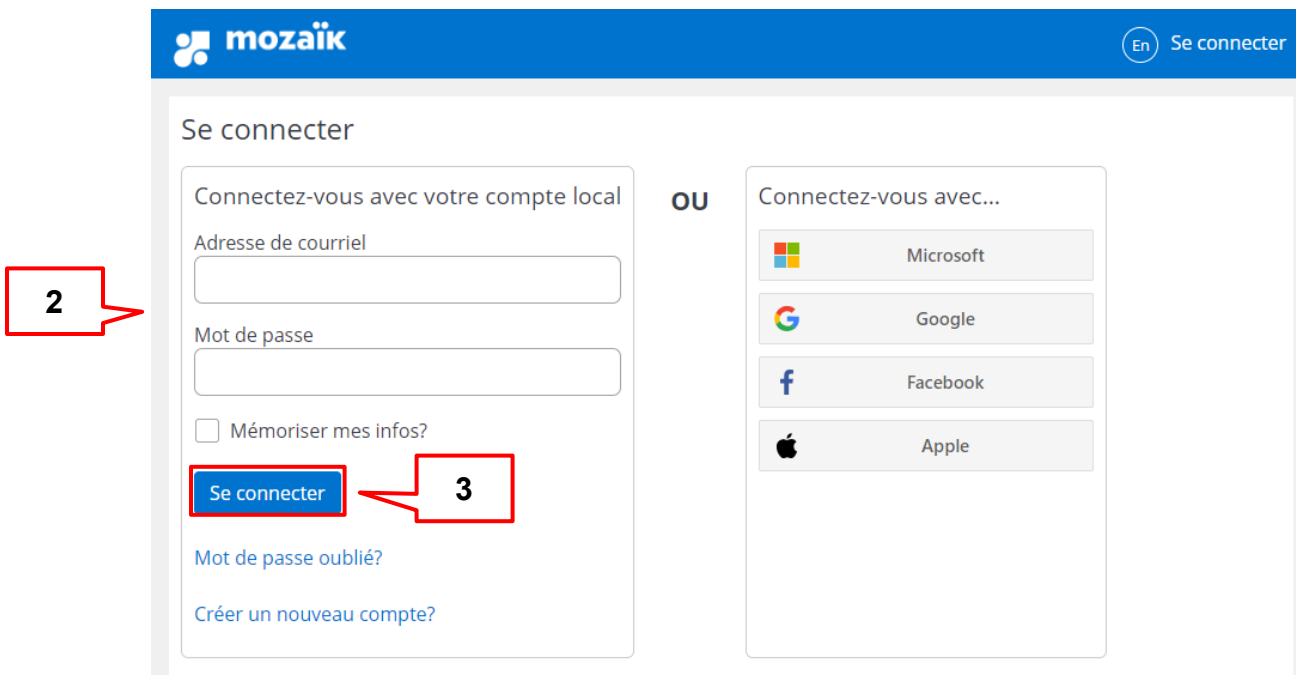 mozaïk
En Se connecter
Se connecter
Connectez-vous avec votre compte local
Adresse de courriel
2
Mot de passe
Mémoriser mes infos?
Se connecter
3
Mot de passe oublié?
Créer un nouveau compte?
OU
Connectez-vous avec...
Microsoft
Google
Facebook
Apple